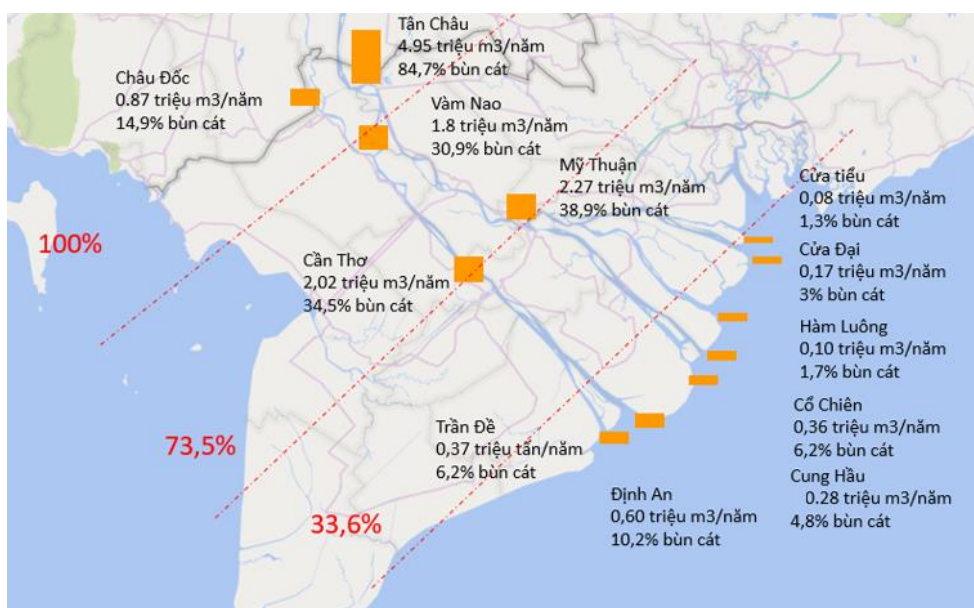 Tân Châu
4.95 triệu m3/năm
84,7% bùn cát
Châu Đốc
0.87 triệu m3/năm
14,9% bùn cát
Vàm Nao
1.8 triệu m3/năm
30,9% bùn cát
Mỹ Thuận
2.27 triệu m3/năm
38,9% bùn cát
Cửa tiểu
0,08 triệu m3/năm
1,3% bùn cát
100%
Cần Thơ
2,02 triệu m3/năm
34,5% bùn cát
Cửa Đại
0,17 triệu m3/năm
3% bùn cát
Hàm Luông
0,10 triệu m3/năm
1,7% bùn cát
73,5%
Trần Đề
0,37 triệu tấn/năm
6,2% bùn cát
Cổ Chiên
0,36 triệu m3/năm
6,2% bùn cát
Cung Hầu
0.28 triệu m3/năm
4,8% bùn cát
33,6%
Định An
0,60 triệu m3/năm
10,2% bùn cát